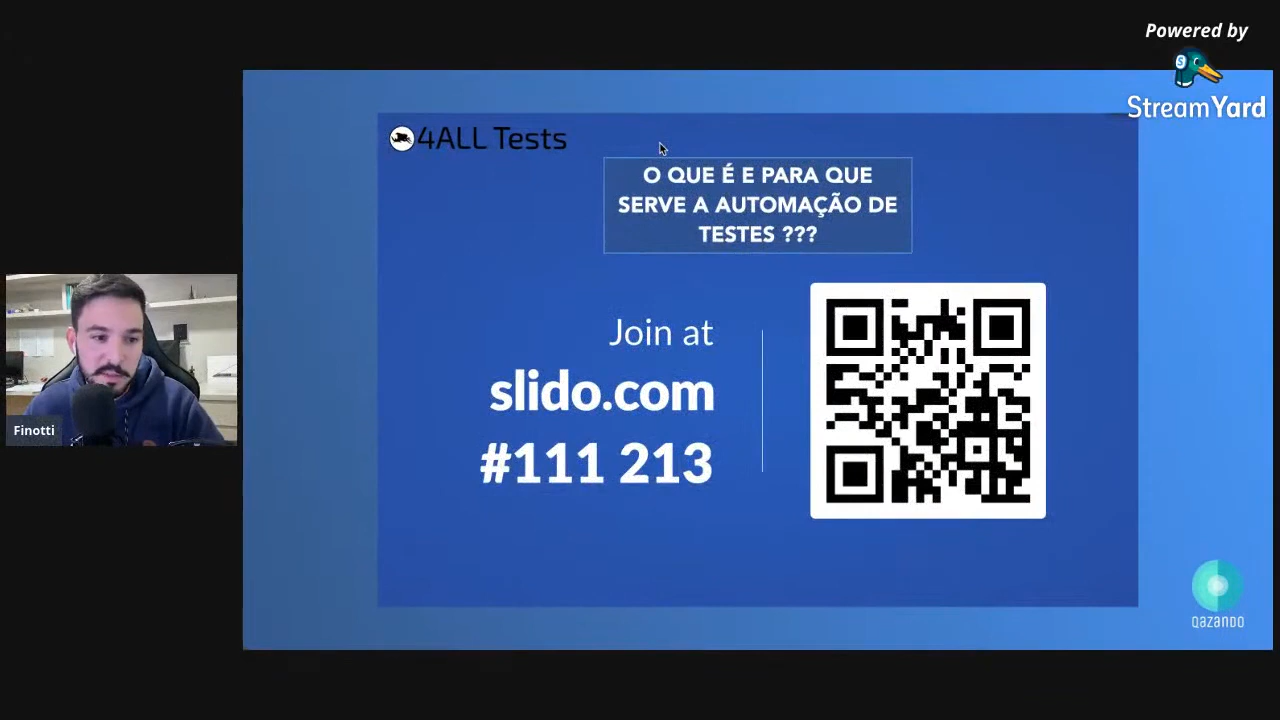 Powered by
StreamYard
4ALL Tests
O QUE É E PARA QUE
SERVE A AUTOMAÇÃO DE
TESTES ???
Join at
slido.com
#111 213
Finotti
QAZANDO